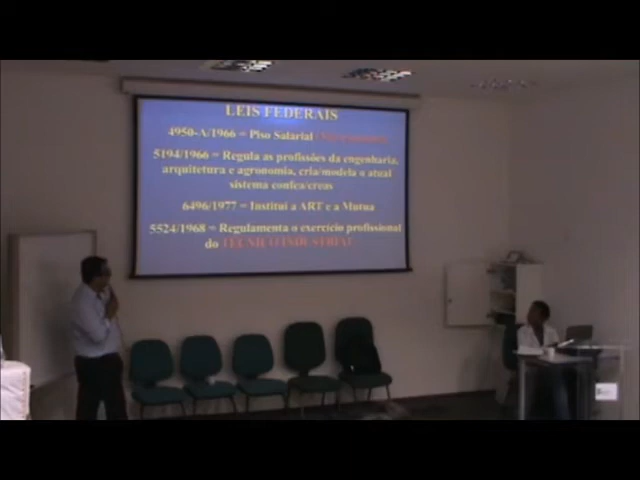 LEIS FEDERAIS
4950-A/1966 = Piso Salarial
5194/1966 = Regula as profissões da engenharia,
arquitetura e agronomia, cria/modela o atual
sistema confea/creas
6496/1977 = Institui a ART e a Mutua
5524/1968 = Regulamenta o exercício profissional
do TECNICO INDUSTRIAL